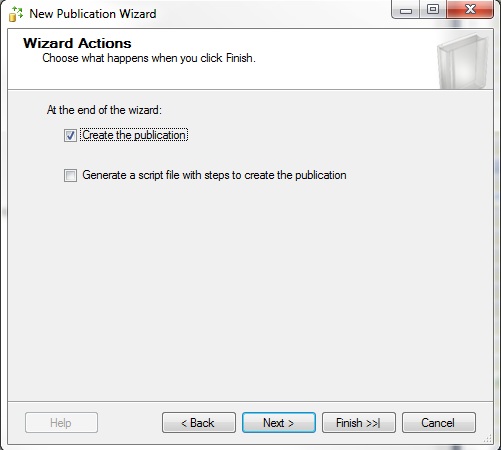 New Publication Wizard
Wizard Actions
Choose what happens when you click Finish.
At the end of the wizard:
Create the publication
Generate a script file with steps to create the publication
Help
< Back
Next >
Finish >>|
Cancel